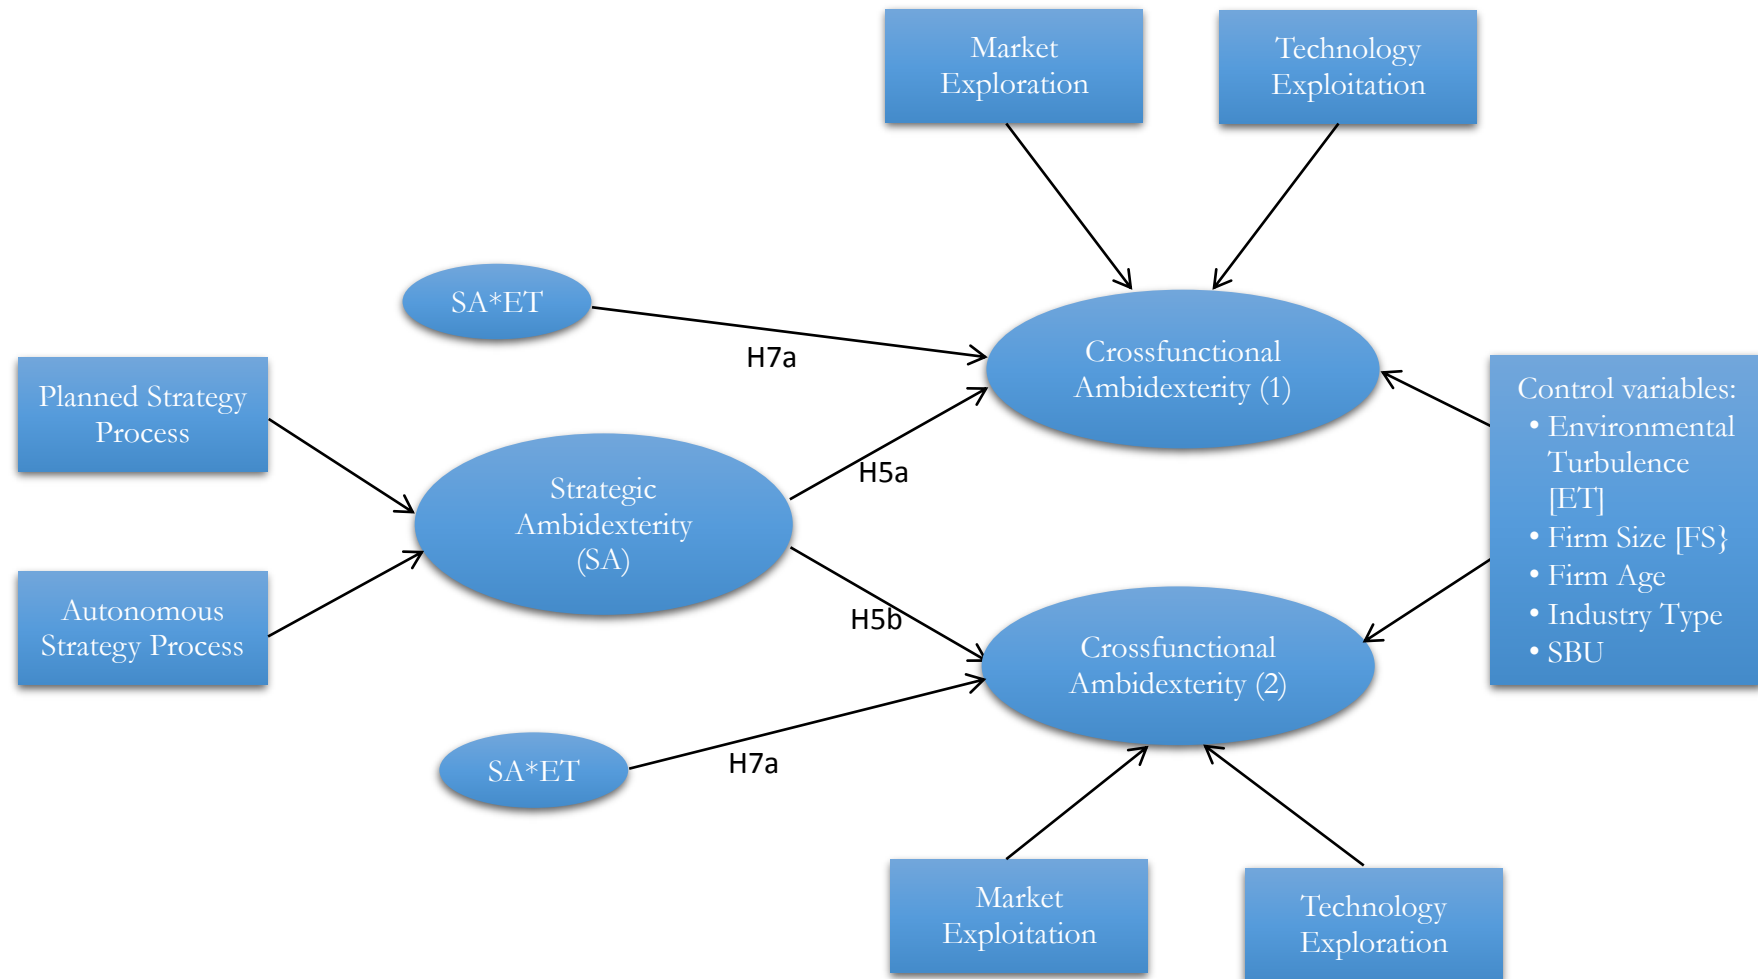 Market
Exploration
Technology
Exploitation
SA*ET
H7a
Crossfunctional
Ambidexterity (1)
Planned Strategy
Process
Control variables:
• Environmental
Turbulence
[ET]
• Firm Size [FS}
• Firm Age
• Industry Type
• SBU
H5a
Strategic
Ambidexterity
(SA)
Autonomous
Strategy Process
H5b
Crossfunctional
Ambidexterity (2)
SA*ET
H7a
Market
Exploitation
Technology
Exploration